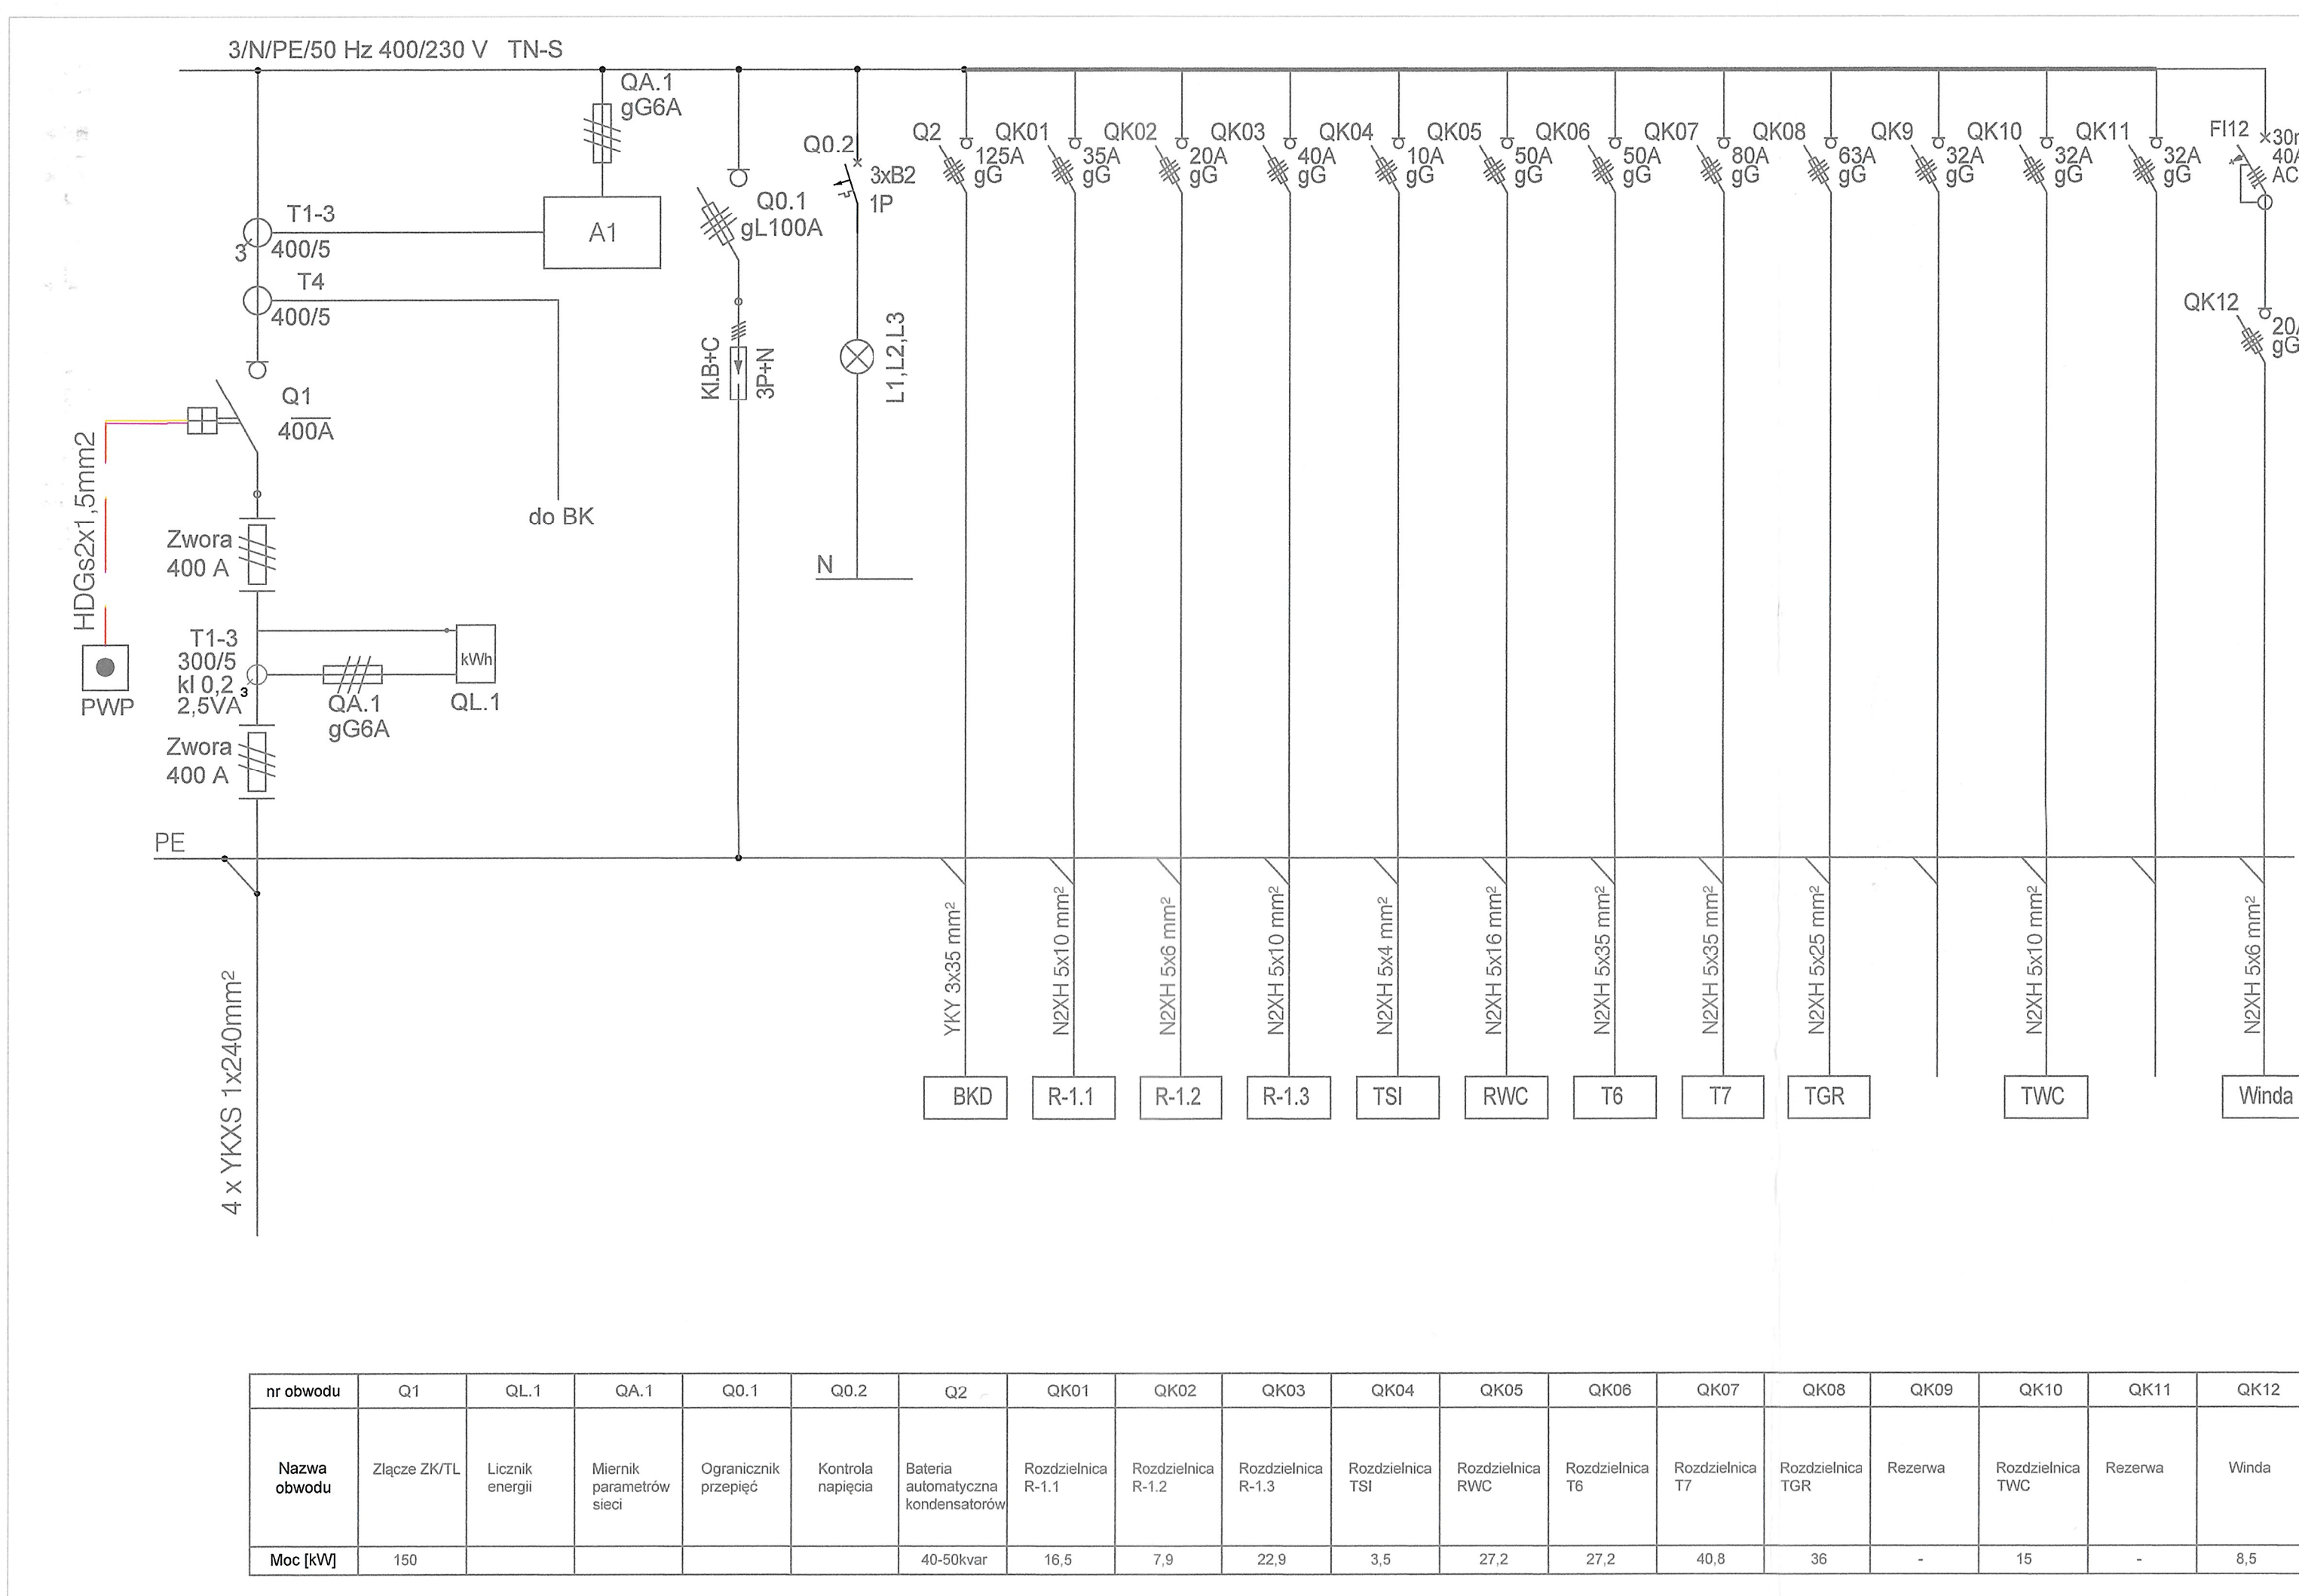 3/N/PE/50 Hz 400/230 V TN-S
QA.1
gG6A
A1
T1-3
400/5
3
T4
400/5
do BK
Q1
400A
HDGs2x1,5mm2
PWP
Zwora
400 A
T1-3
300/5
kl 0,2
2,5VA
3
QA.1
gG6A
kWh
QL.1
Zwora
400 A
PE
4 x YKXS 1x240mm²
Q0.1
gL100A
Kl.B+C
3P+N
Q0.2
3xB2
1P
L1,L2,L3
N
Q2
125A
gG
QK01
35A
gG
QK02
20A
gG
QK03
40A
gG
QK04
10A
gG
QK05
50A
gG
QK06
50A
gG
QK07
80A
gG
QK08
63A
gG
QK9
32A
gG
QK10
32A
gG
QK11
32A
gG
FI12
AC
QK12
gG
YKY 3x35 mm²
N2XH 5x10 mm²
N2XH 5x6 mm²
N2XH 5x10 mm²
N2XH 5x4 mm²
N2XH 5x16 mm²
N2XH 5x35 mm²
N2XH 5x35 mm²
N2XH 5x25 mm²
N2XH 5x10 mm²
N2XH 5x6 mm²
BKD
R-1.1
R-1.2
R-1.3
TSI
RWC
T6
T7
TGR
TWC
Winda
nr obwodu Q1 QL.1 QA.1 Q0.1 Q0.2 Q2 QK01 QK02 QK03 QK04 QK05 QK06 QK07 QK08 QK09 QK10 QK11 QK12
Nazwa
obwodu
Złącze ZK/TL
Licznik
energii
Miernik
parametrów
sieci
Ogranicznik
przepięć
Kontrola
napięcia
Bateria
automatyczna
kondensatorów
Rozdzielnica
R-1.1
Rozdzielnica
R-1.2
Rozdzielnica
R-1.3
Rozdzielnica
TSI
Rozdzielnica
RWC
Rozdzielnica
T6
Rozdzielnica
T7
Rozdzielnica
TGR
Rezerwa
Rozdzielnica
TWC
Rezerwa
Winda
Moc [kW] 150 40-50kvar 16,5 7,9 22,9 3,5 27,2 27,2 40,8 36 - 15 - 8,5